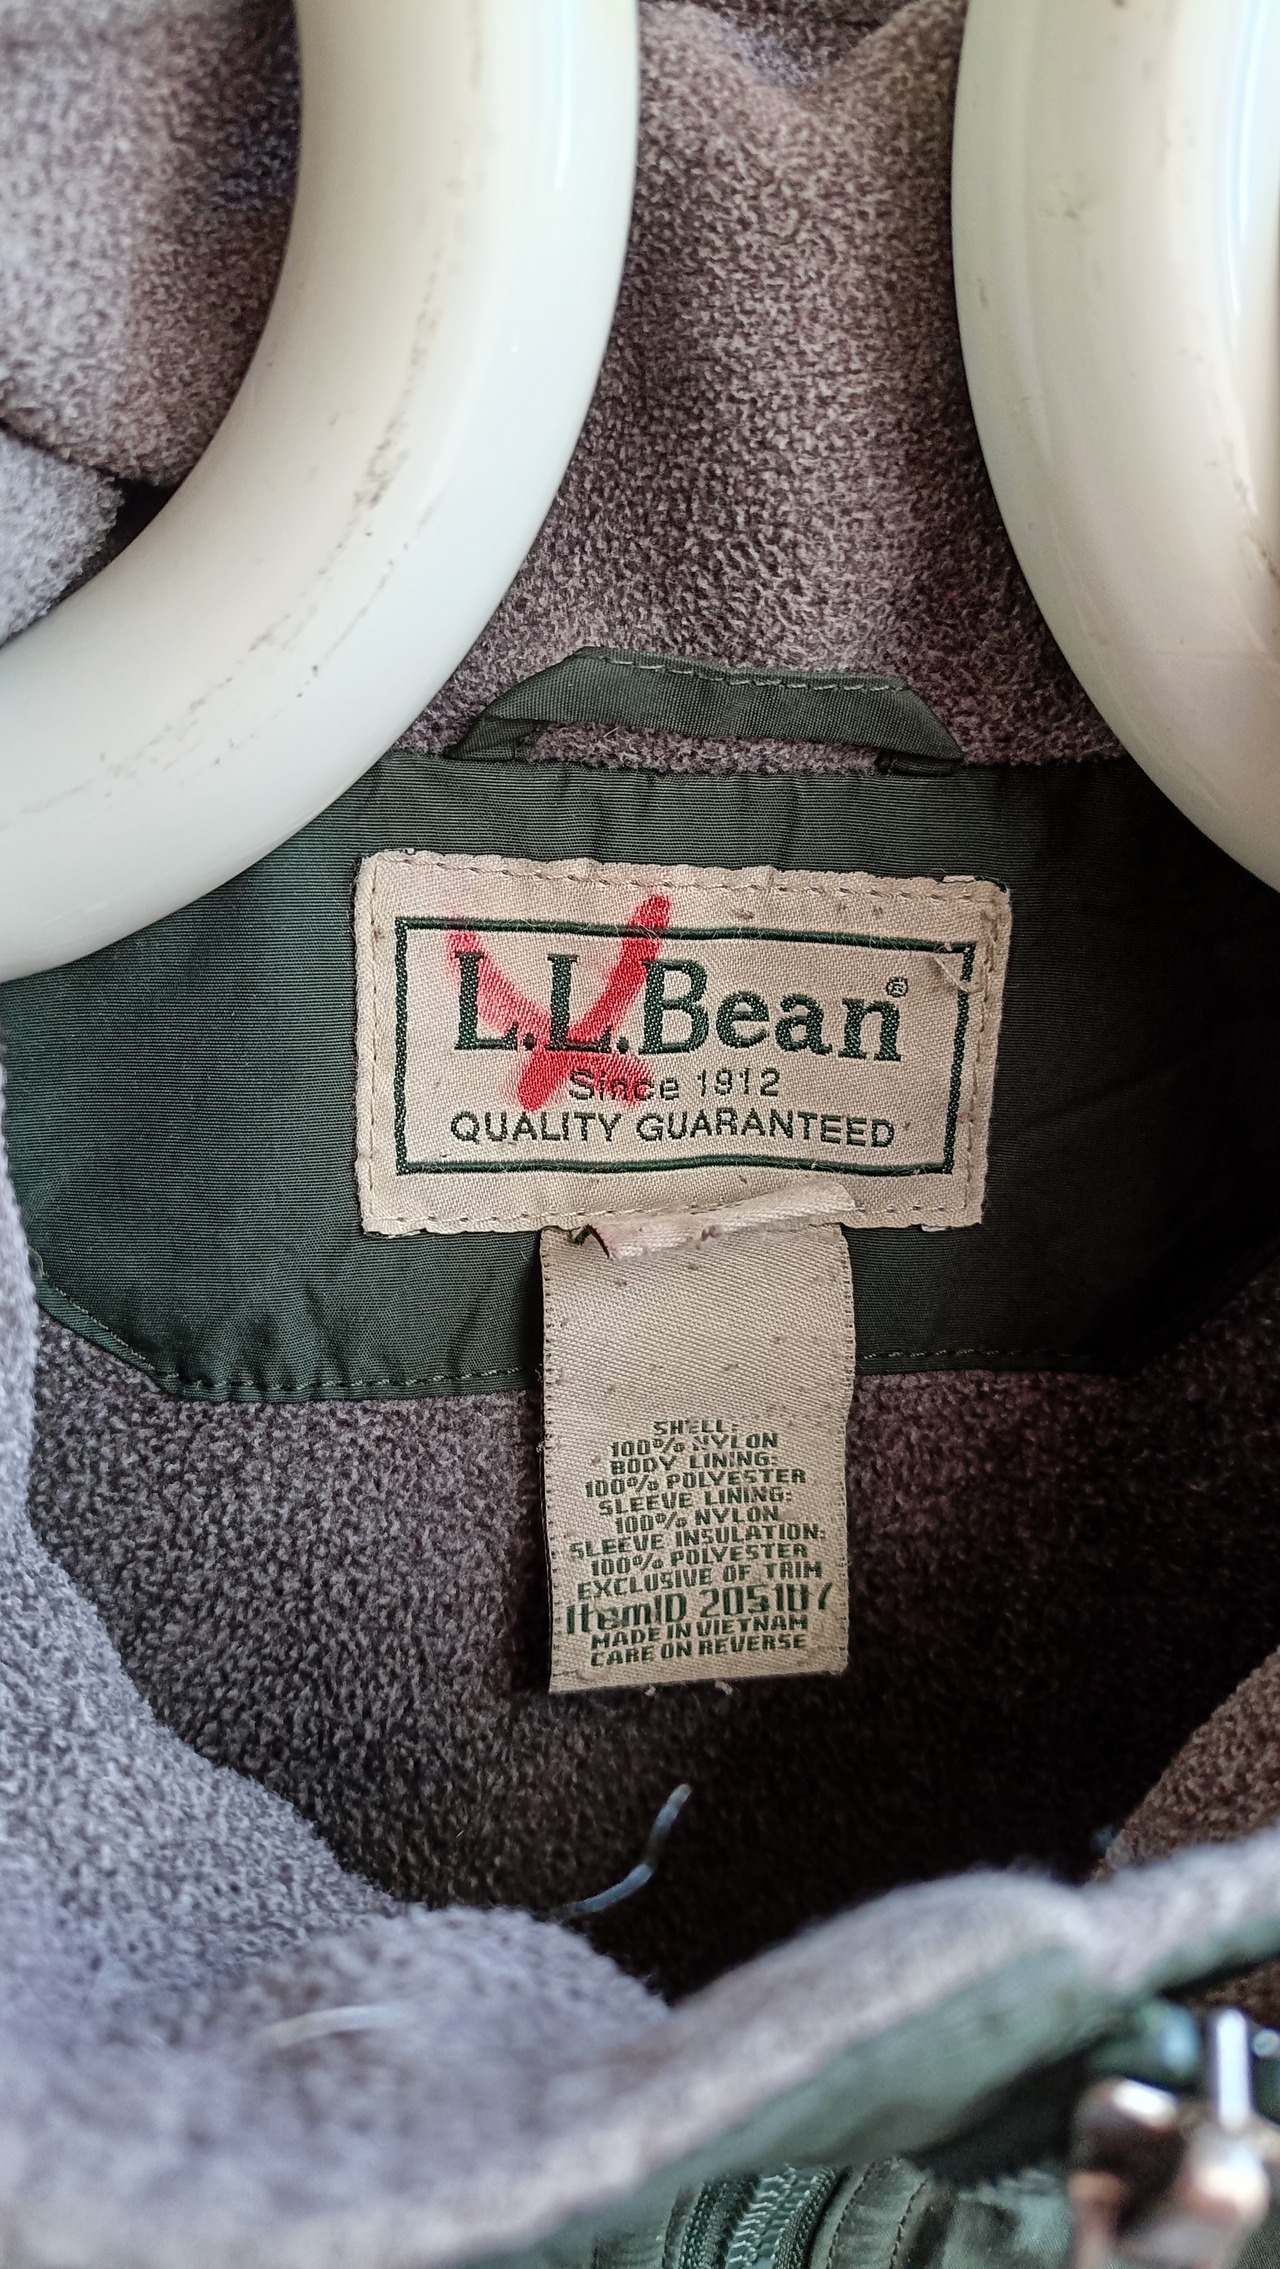 L.L.Bean®
Since 1912
QUALITY GUARANTEED
SHELL:
100% NYLON
BODY LINING:
100% POLYESTER
SLEEVE LINING:
100% NYLON
SLEEVE INSULATION:
100% POLYESTER
EXCLUSIVE OF TRIM
ItemID 205107
MADE IN VIETNAM
CARE ON REVERSE